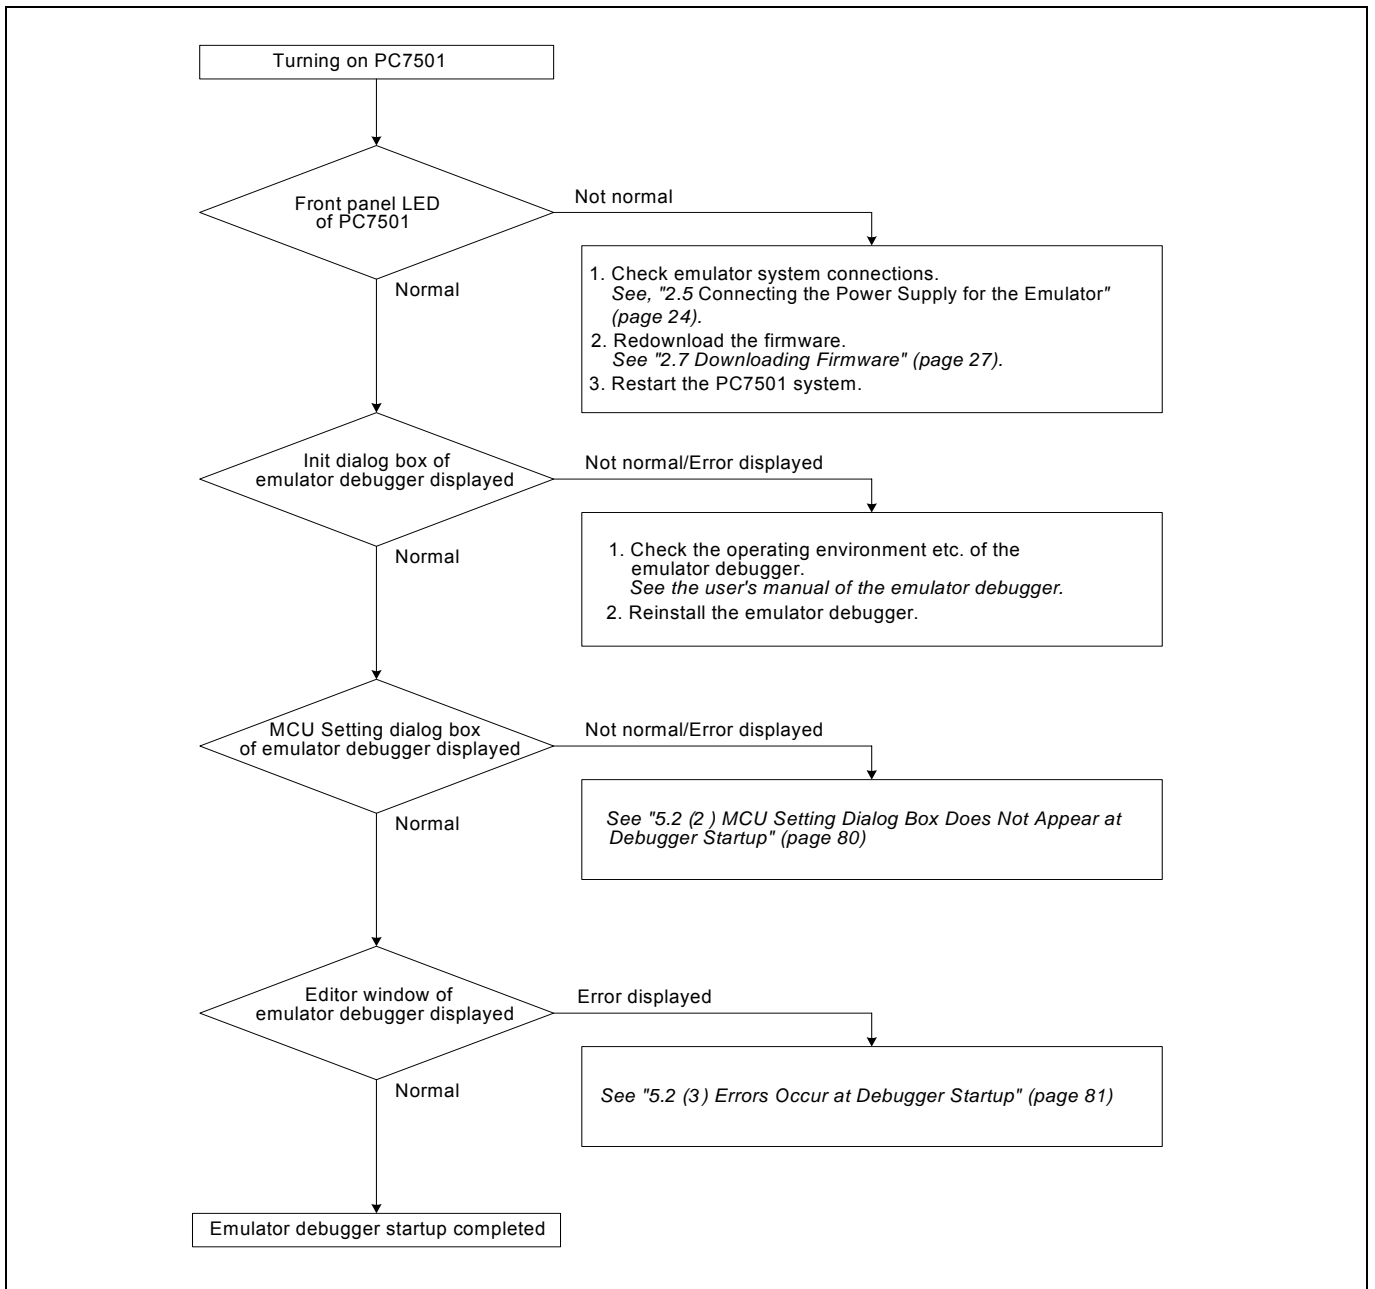 Turning on PC7501
Front panel LED
of PC7501
Not normal
Normal
1. Check emulator system connections.
See, "2.5 Connecting the Power Supply for the Emulator"
(page 24).
2. Redownload the firmware.
See "2.7 Downloading Firmware" (page 27).
3. Restart the PC7501 system.
Init dialog box of
emulator debugger displayed
Not normal/Error displayed
Normal
1. Check the operating environment etc. of the
emulator debugger.
See the user's manual of the emulator debugger.
2. Reinstall the emulator debugger.
MCU Setting dialog box
of emulator debugger displayed
Not normal/Error displayed
Normal
See "5.2 (2 ) MCU Setting Dialog Box Does Not Appear at
Debugger Startup" (page 80)
Editor window of
emulator debugger displayed
Error displayed
Normal
See "5.2 (3 ) Errors Occur at Debugger Startup" (page 81)
Emulator debugger startup completed